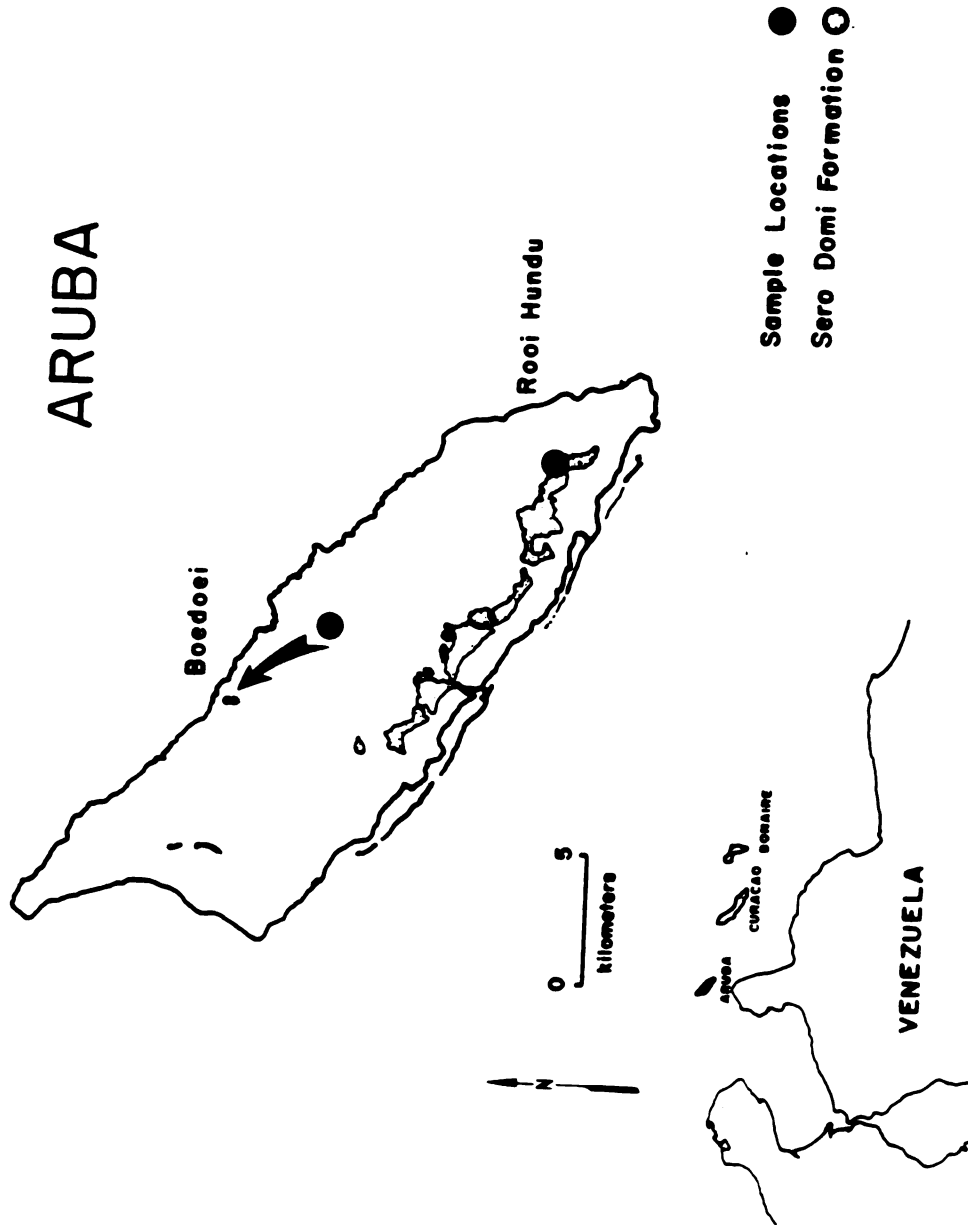 ARUBA
Boedoei
Rooi Hundu
Sample Locations
Sero Domi Formation
0 5
kilometers
N
ARUBA
CURACAO
BONAIRE
VENEZUELA